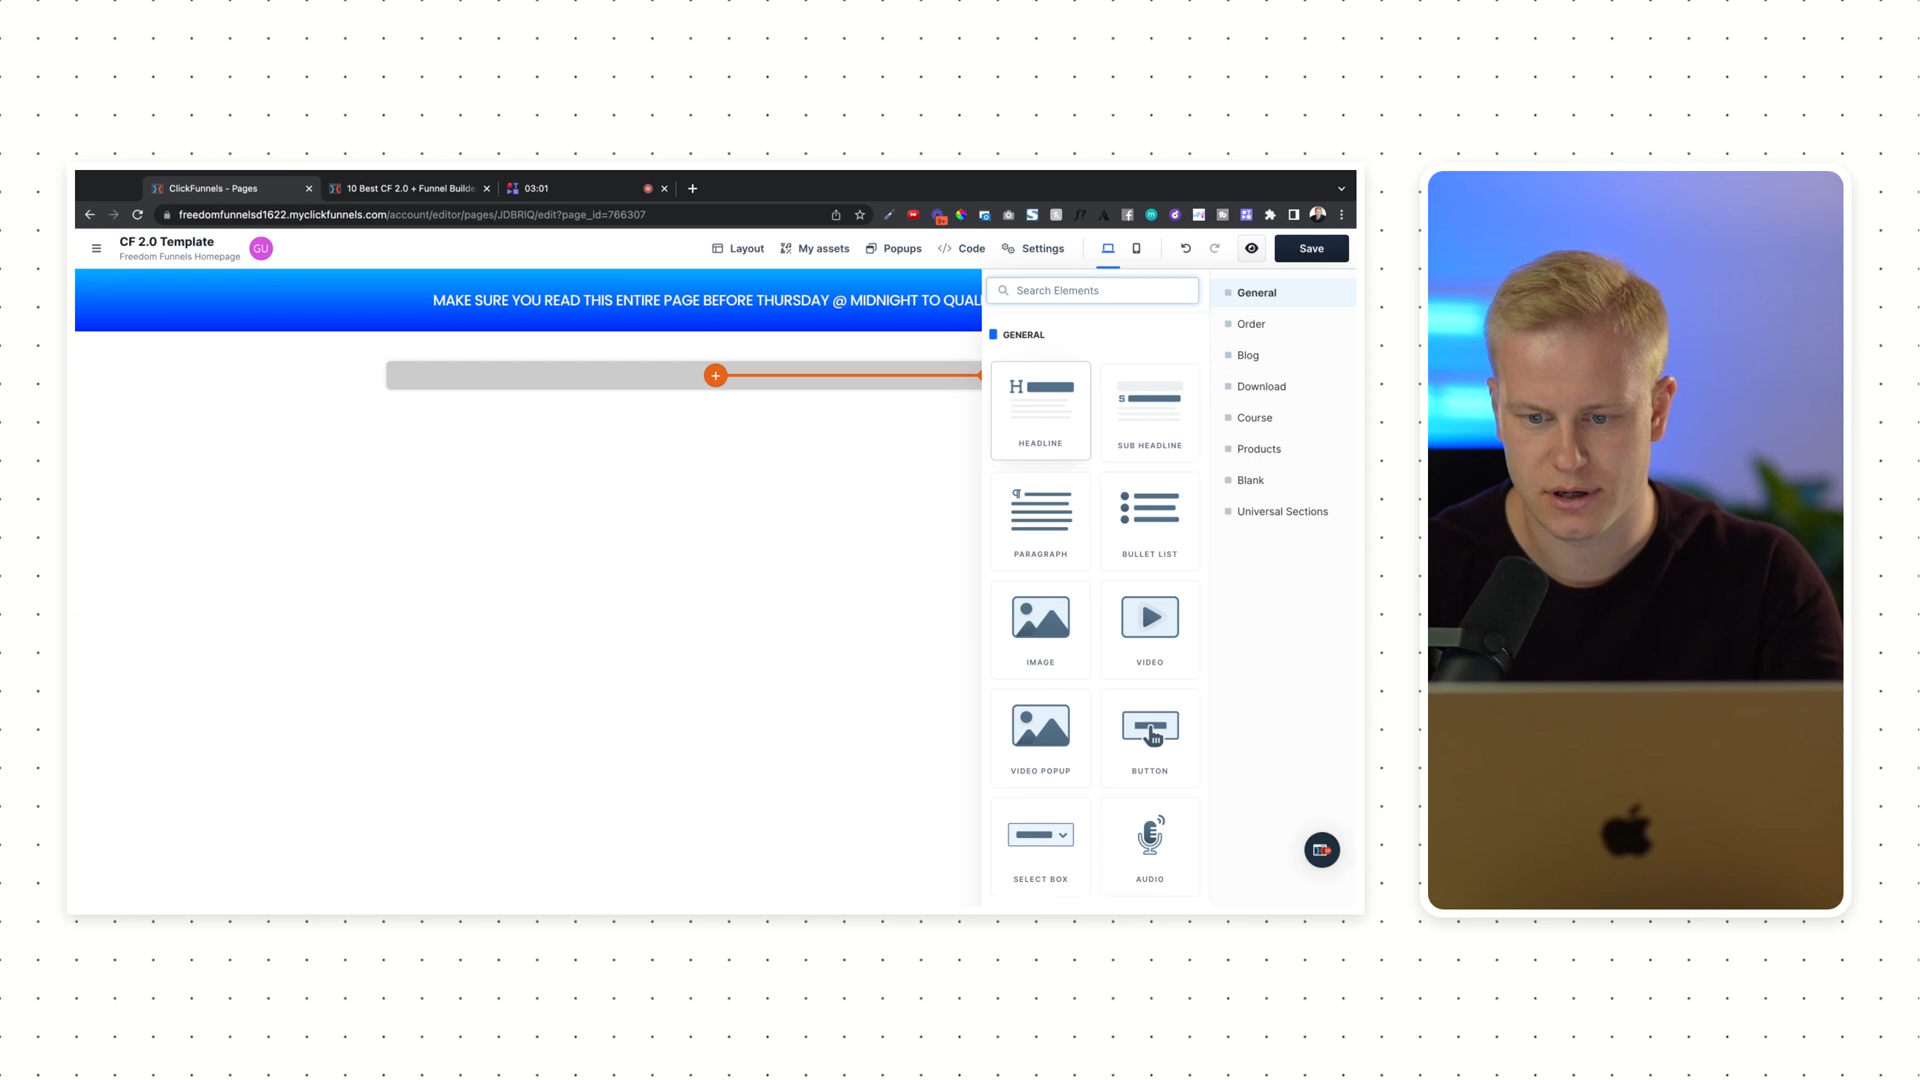 ClickFunnels - Pages
10 Best CF 2.0 + Funnel Builde
03:01
freedomfunnelsd1622.myclickfunnels.com/account/editor/pages/JDBRIQ/edit?page_id=766307
CF 2.0 Template
Freedom Funnels Homepage
GU
Layout
My assets
Popups
Code
Settings
Save
MAKE SURE YOU READ THIS ENTIRE PAGE BEFORE THURSDAY @ MIDNIGHT TO QUAL
Search Elements
GENERAL
HEADLINE
SUB HEADLINE
PARAGRAPH
BULLET LIST
IMAGE
VIDEO
VIDEO POPUP
BUTTON
SELECT BOX
AUDIO
General
Order
Blog
Download
Course
Products
Blank
Universal Sections